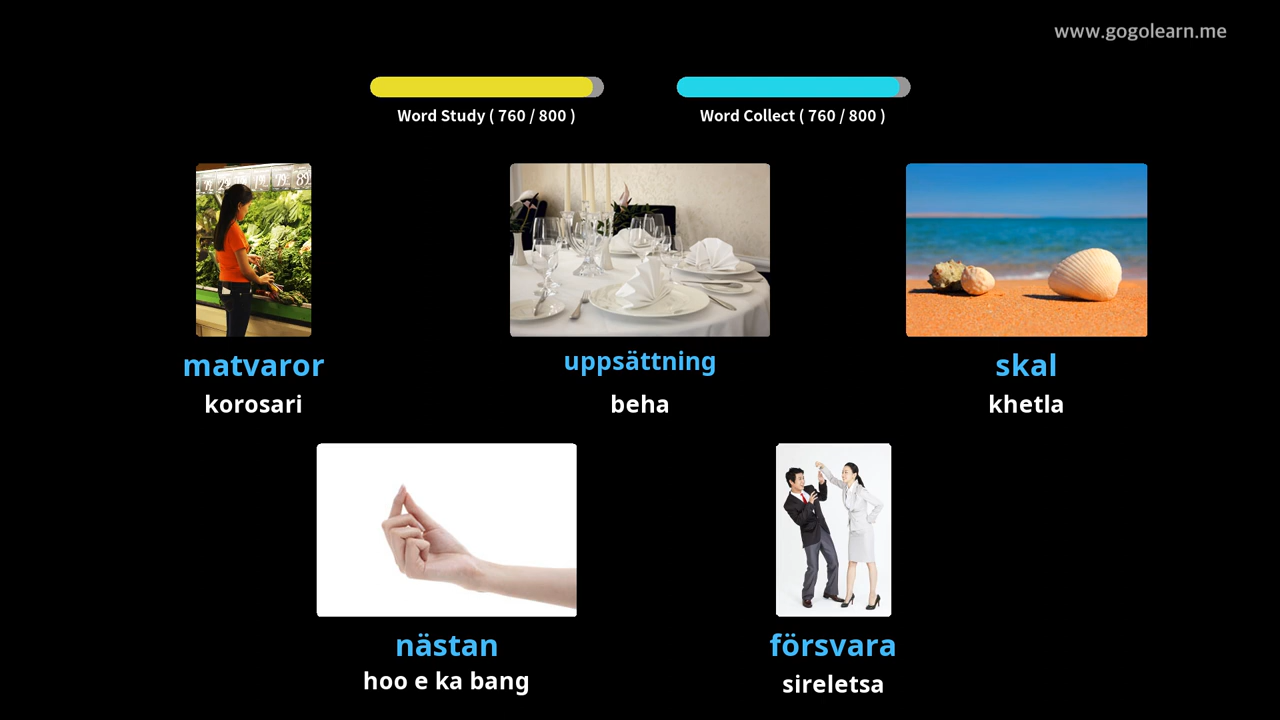 www.gogolearn.me
Word Study ( 760 / 800 )
Word Collect ( 760 / 800 )
matvaror
korosari
uppsättning
beha
skal
khetla
nästan
hoo e ka bang
försvara
sireletsa